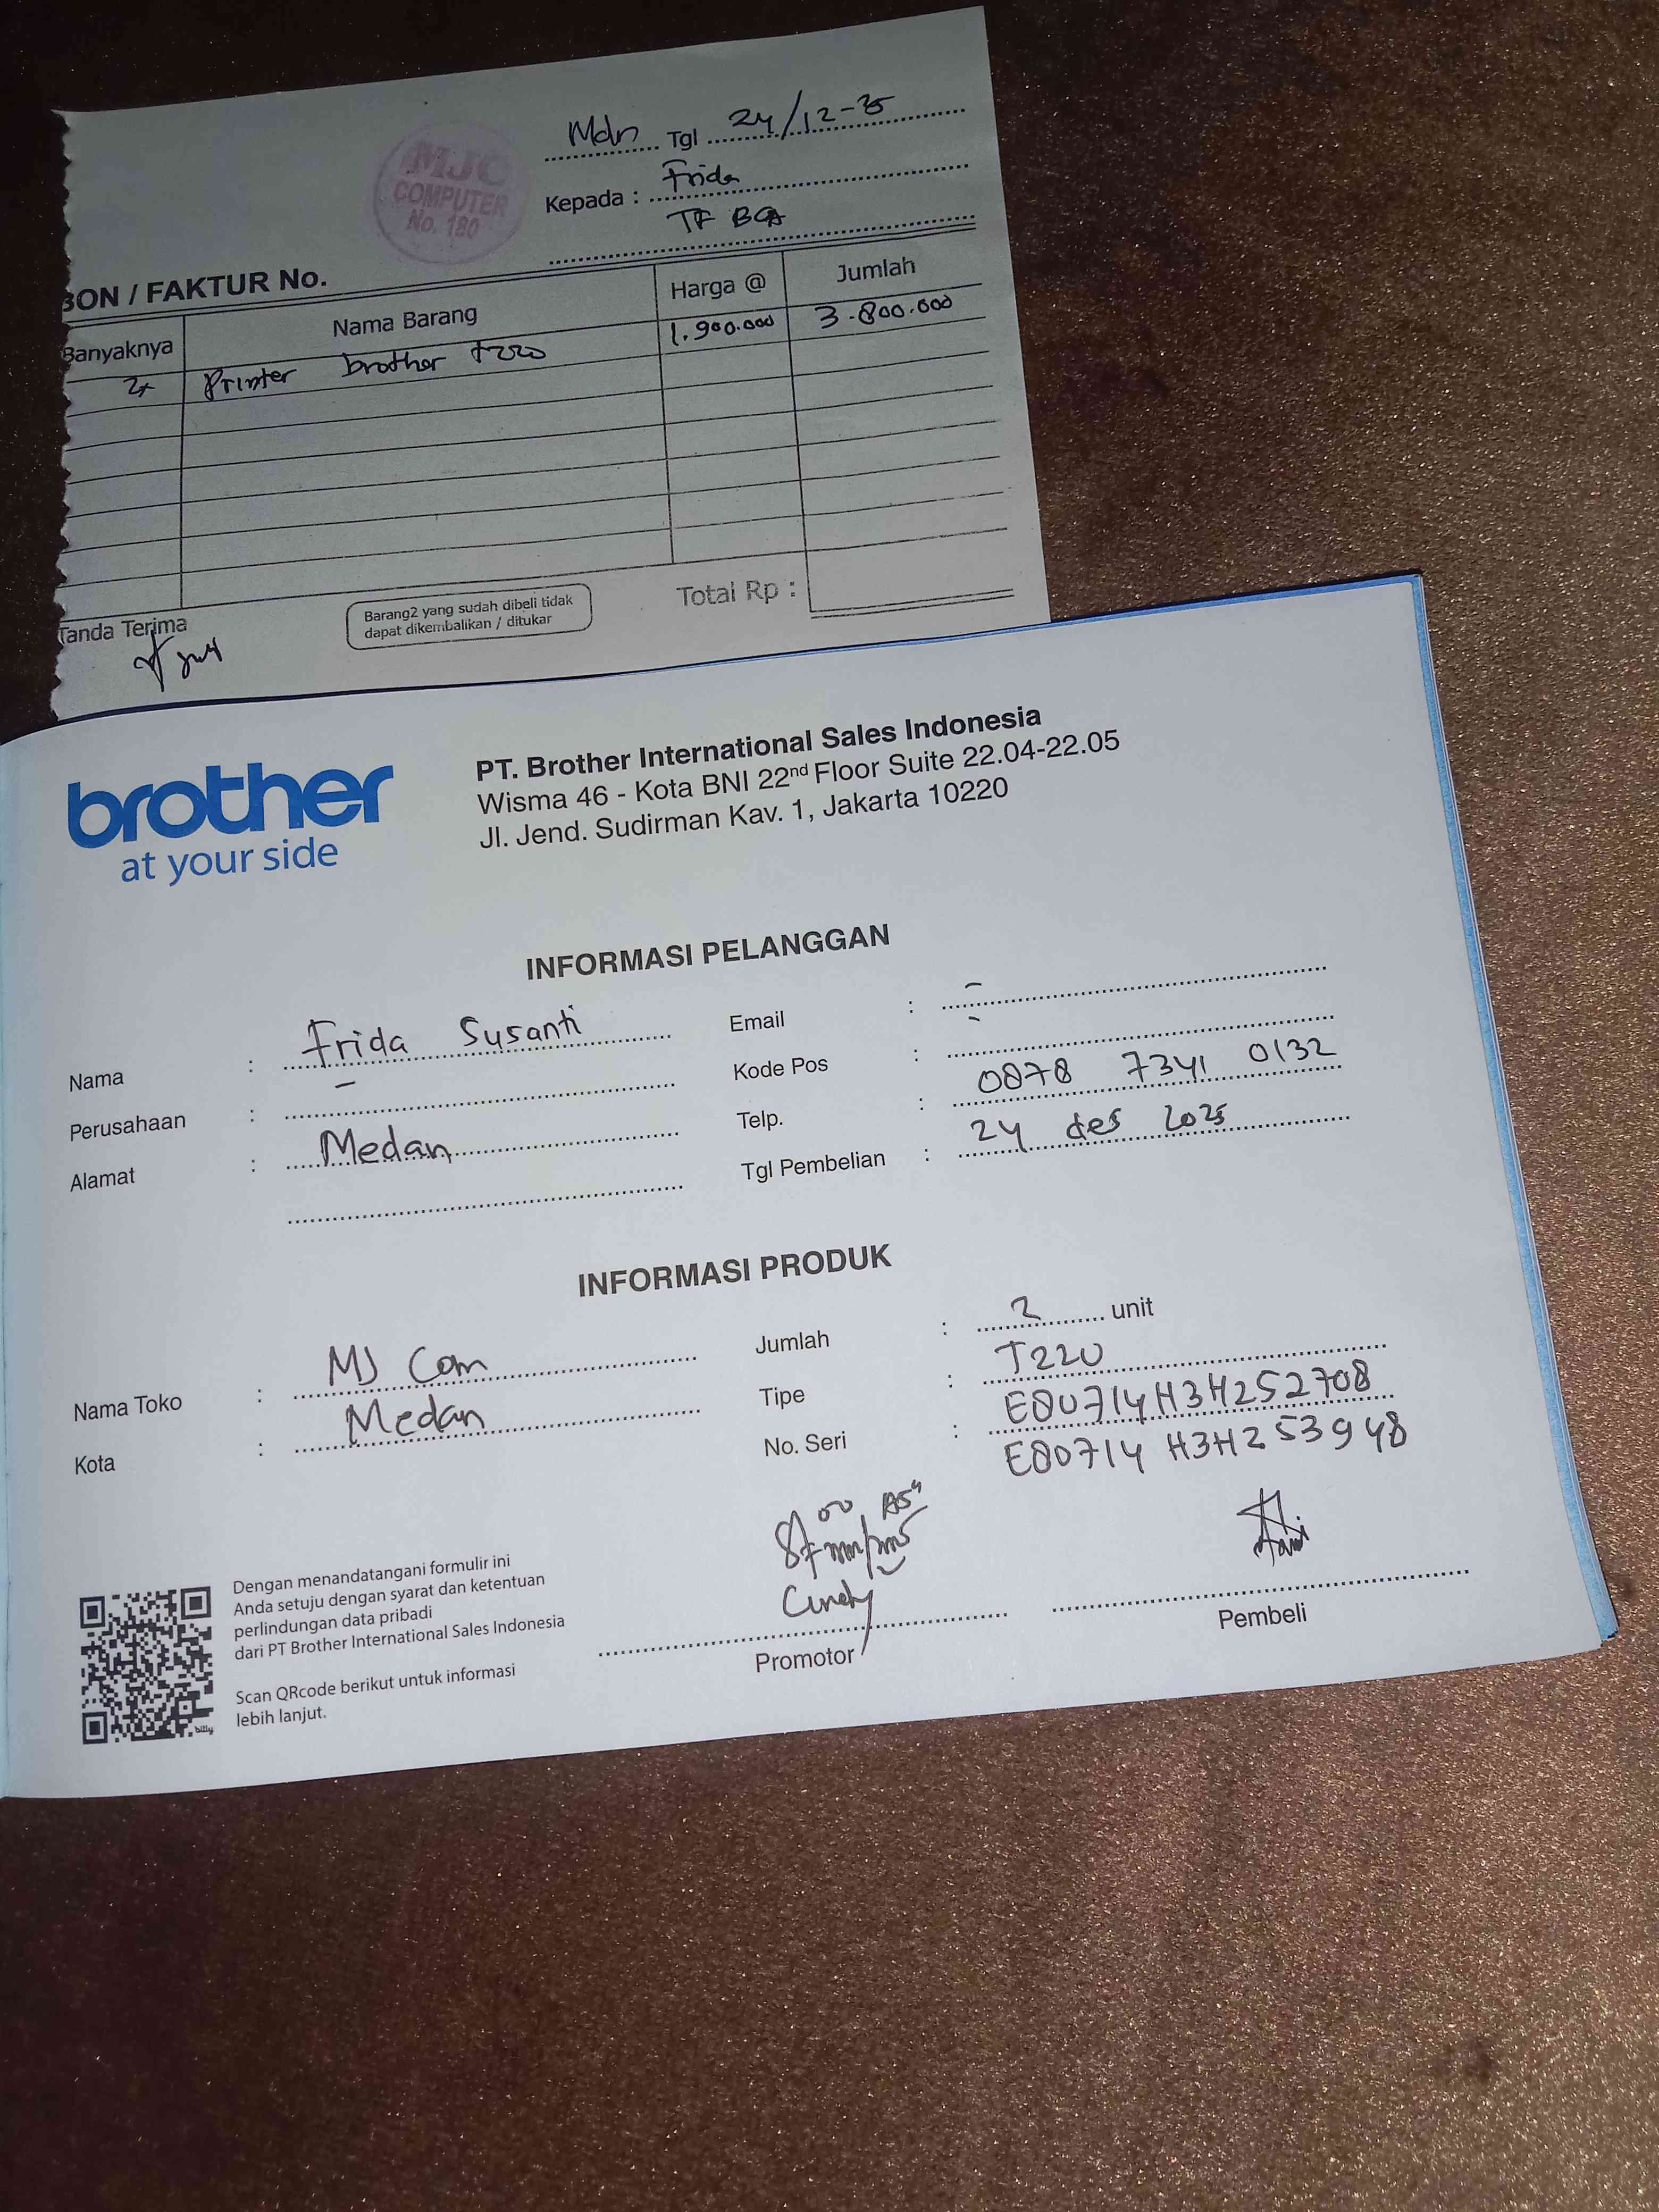 Mdn Tgl 24/12-25
MJC
COMPUTER
No. 180
Kepada : Frida
TF BCA
BON / FAKTUR No.
Banyaknya Nama Barang Harga @ Jumlah
2x Printer brother t220 1.900.000 3.800.000
Total Rp :
Tanda Terima
Barang2 yang sudah dibeli tidak
dapat dikembalikan / ditukar
brother
at your side
PT. Brother International Sales Indonesia
Wisma 46 - Kota BNI 22nd Floor Suite 22.04-22.05
Jl. Jend. Sudirman Kav. 1, Jakarta 10220
INFORMASI PELANGGAN
Nama : Frida Susanti
Perusahaan : -
Alamat : Medan
Email : -
Kode Pos : -
Telp. : 0878 7341 0132
Tgl Pembelian : 24 des 2025
INFORMASI PRODUK
Nama Toko : MJ Com
Kota : Medan
Jumlah : 2 unit
Tipe : T220
No. Seri : E80714H3H252708
E80714H3H253948
Dengan menandatangani formulir ini
Anda setuju dengan syarat dan ketentuan
perlindungan data pribadi
dari PT Brother International Sales Indonesia
Scan QRcode berikut untuk informasi
lebih lanjut.
bitly
Cindy
Promotor
Pembeli